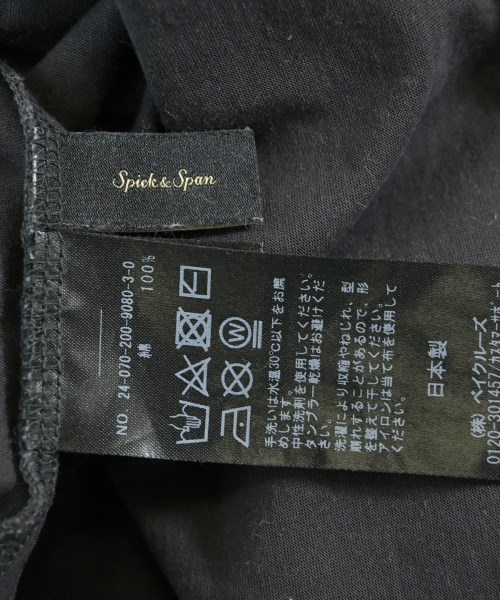 Spick & Span
NO. 24-070-200-9080-3-0
綿 100%
手洗いは水温30℃以下をお薦
めします。
中性洗剤を使用してください。
タンブラー乾燥はお避けくだ
さい。
洗濯により収縮やねじれ、型
崩れすることがあるので、形
を整えて干してください。
アイロンは当て布を使用して
ください。
日本製
(株) ベイクルーズ